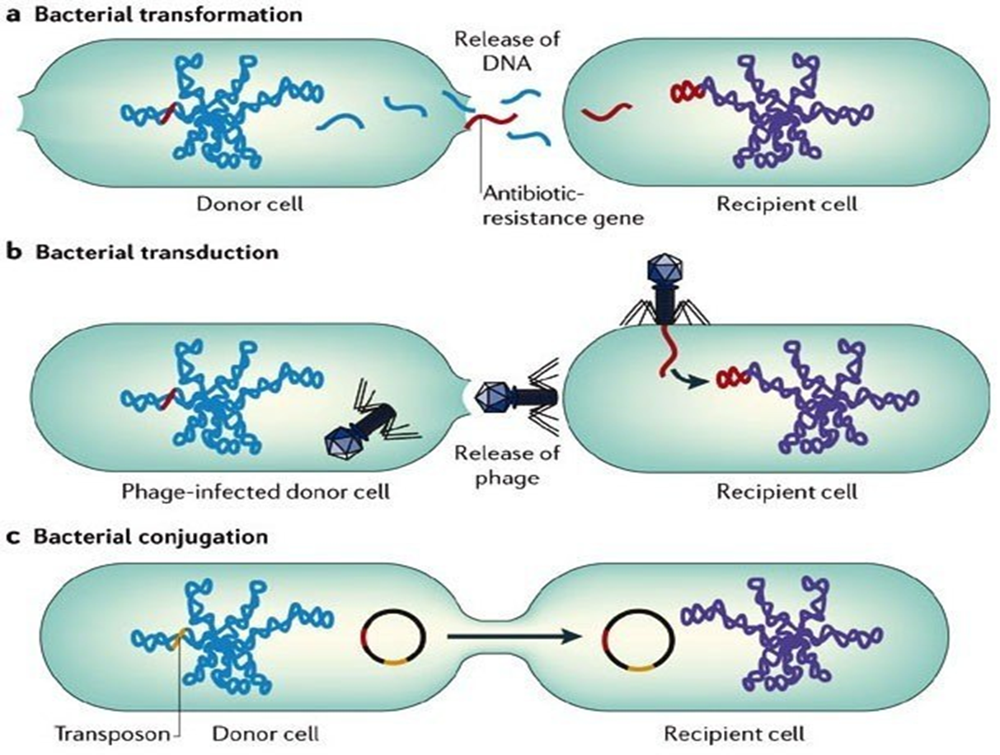 a Bacterial transformation
Release of
DNA
Donor cell
Antibiotic-
resistance gene
Recipient cell
b Bacterial transduction
Phage-infected donor cell
Release of
phage
Recipient cell
c Bacterial conjugation
Transposon
Donor cell
Recipient cell